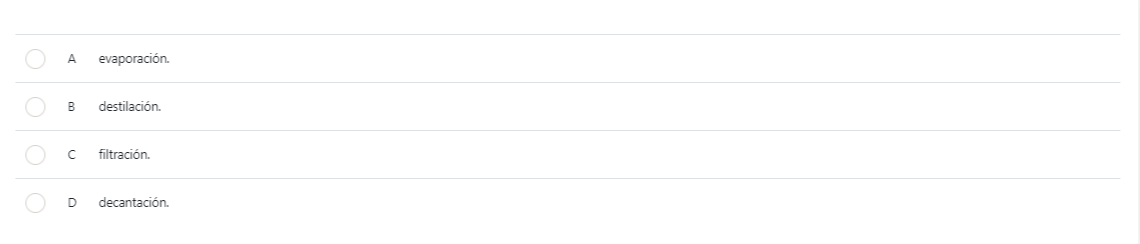 A evaporación.
B destilación.
C filtración.
D decantación.